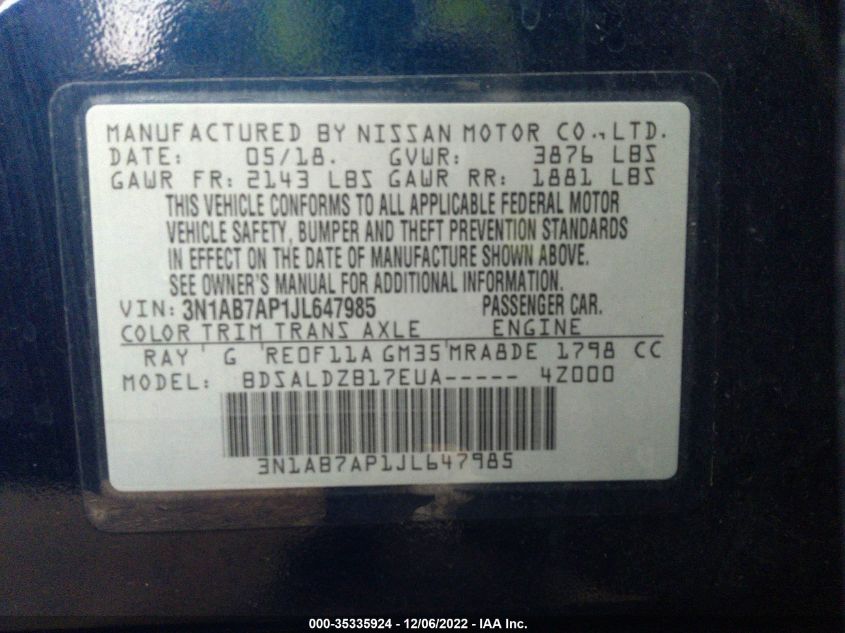 MANUFACTURED BY NISSAN MOTOR CO.,LTD.
DATE: 05/18. GVWR: 3876 LBS
GAWR FR: 2143 LBS GAWR RR: 1881 LBS
THIS VEHICLE CONFORMS TO ALL APPLICABLE FEDERAL MOTOR
VEHICLE SAFETY, BUMPER AND THEFT PREVENTION STANDARDS
IN EFFECT ON THE DATE OF MANUFACTURE SHOWN ABOVE.
SEE OWNER'S MANUAL FOR ADDITIONAL INFORMATION.
VIN: 3N1AB7AP1JL647985 PASSENGER CAR.
COLOR TRIM TRANS AXLE ENGINE
RAY G RE0F11A GM35 MRA8DE 1798 CC
MODEL: BDSALDZB17EUA----- 4Z000
3N1AB7AP1JL647985
000-35335924 - 12/06/2022 - IAA Inc.